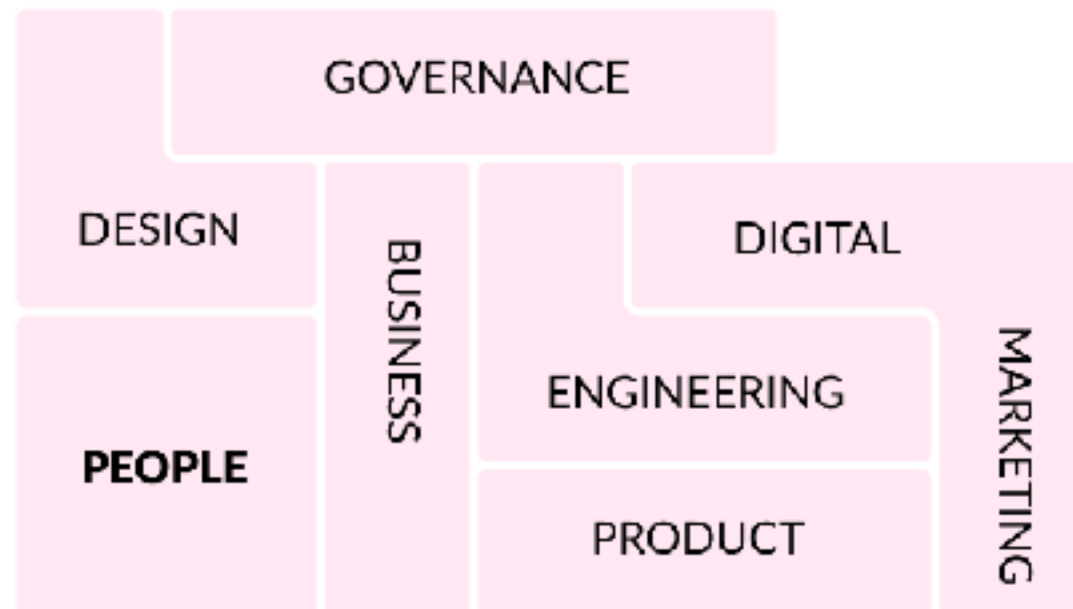 GOVERNANCE
DESIGN
BUSINESS
DIGITAL
ENGINEERING
MARKETING
PEOPLE
PRODUCT